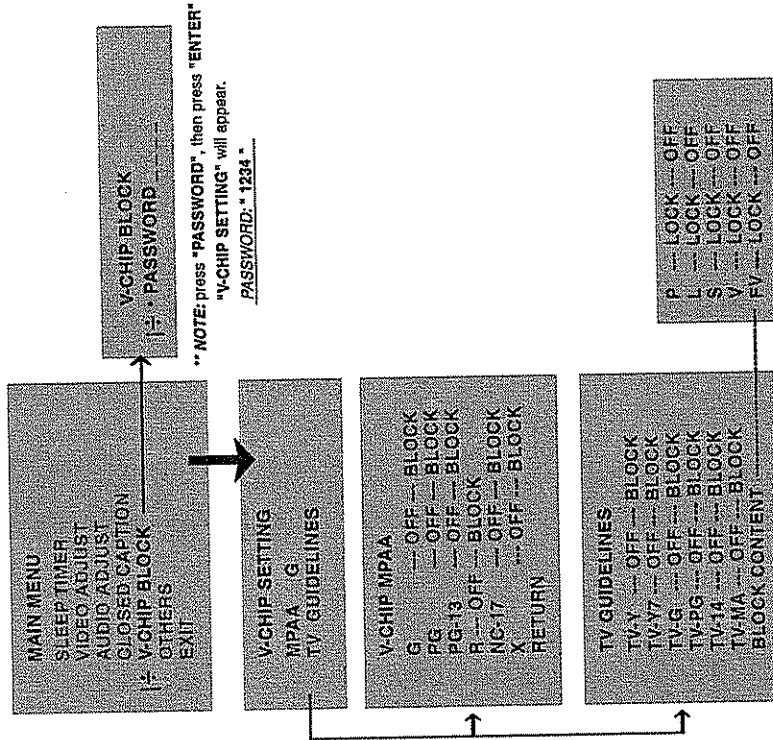 MAIN MENU
SLEEP TIMER
VIDEO ADJUST
AUDIO ADJUST
CLOSED CAPTION
|÷ V-CHIP BLOCK
OTHERS
EXIT
V-CHIP BLOCK
|÷ • PASSWORD _ _ _ _
** NOTE: press "PASSWORD", then press "ENTER"
"V-CHIP SETTING" will appear.
PASSWORD: " 1234 "
V-CHIP SETTING
MPAA G
TV GUIDELINES
V-CHIP MPAA
G --- OFF --- BLOCK
PG --- OFF --- BLOCK
PG-13 --- OFF --- BLOCK
R --- OFF --- BLOCK
NC-17 --- OFF --- BLOCK
X --- OFF --- BLOCK
RETURN
TV GUIDELINES
TV-Y --- OFF --- BLOCK
TV-Y7 --- OFF --- BLOCK
TV-G --- OFF --- BLOCK
TV-PG --- OFF --- BLOCK
TV-14 --- OFF --- BLOCK
TV-MA --- OFF --- BLOCK
BLOCK CONTENT
P --- LOCK --- OFF
L --- LOCK --- OFF
S --- LOCK --- OFF
V --- LOCK --- OFF
FV --- LOCK --- OFF